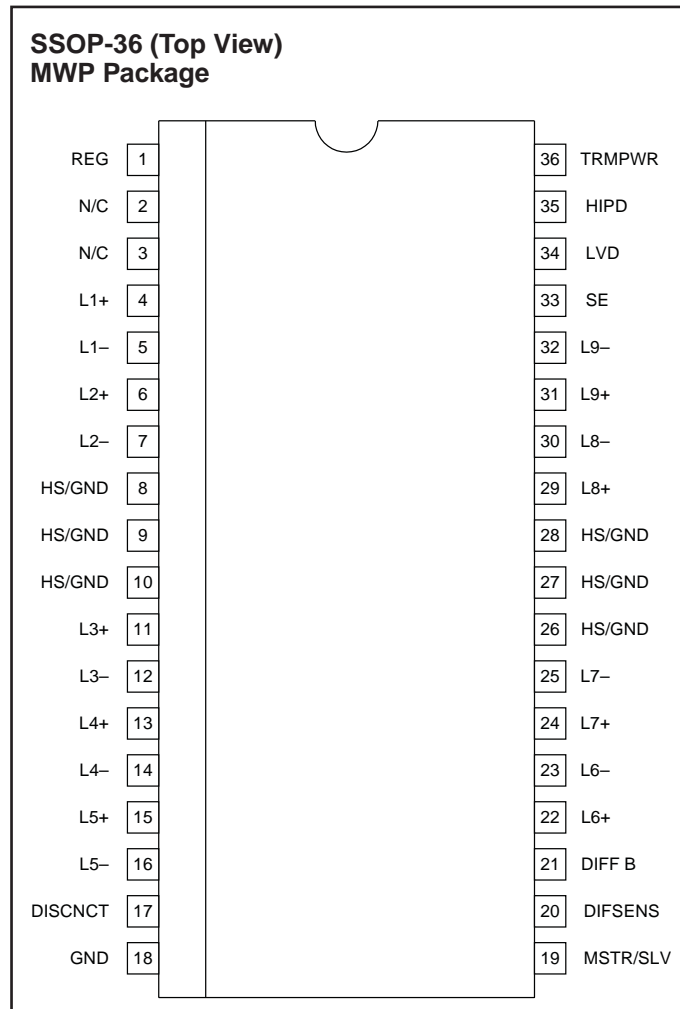 SSOP-36 (Top View)
MWP Package
REG 1 36 TRMPWR
N/C 2 35 HIPD
N/C 3 34 LVD
L1+ 4 33 SE
L1– 5 32 L9–
L2+ 6 31 L9+
L2– 7 30 L8–
HS/GND 8 29 L8+
HS/GND 9 28 HS/GND
HS/GND 10 27 HS/GND
L3+ 11 26 HS/GND
L3– 12 25 L7–
L4+ 13 24 L7+
L4– 14 23 L6–
L5+ 15 22 L6+
L5– 16 21 DIFF B
DISCNCT 17 20 DIFSENS
GND 18 19 MSTR/SLV